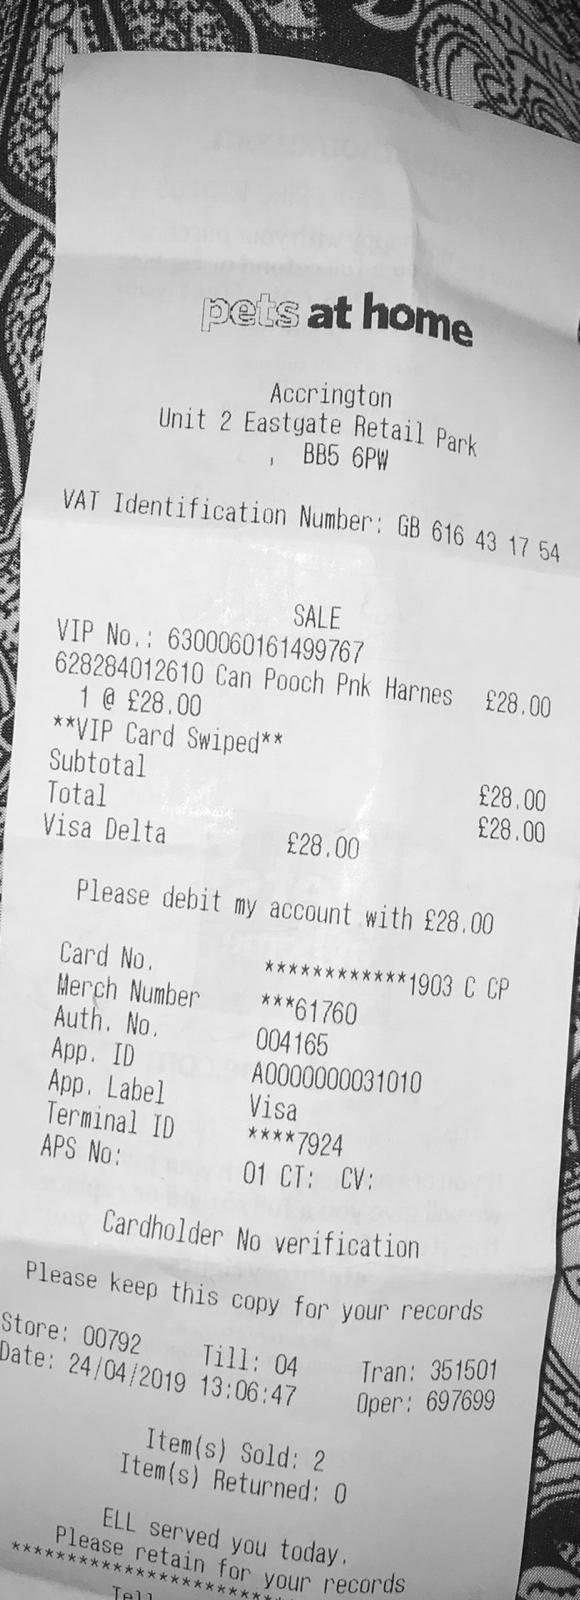 pets at home
Accrington
Unit 2 Eastgate Retail Park
, BB5 6PW
VAT Identification Number: GB 616 43 17 54
SALE
VIP No.: 6300060161499767
628284012610 Can Pooch Pnk Harnes £28.00
1 @ £28.00
**VIP Card Swiped**
Subtotal £28.00
Total £28.00
Visa Delta £28.00
Please debit my account with £28.00
Card No. ************1903 C CP
Merch Number ***61760
Auth. No. 004165
App. ID A0000000031010
App. Label Visa
Terminal ID ****7924
APS No: 01 CT: CV:
Cardholder No verification
Please keep this copy for your records
Store: 00792 Till: 04 Tran: 351501
Date: 24/04/2019 13:06:47 Oper: 697699
Item(s) Sold: 2
Item(s) Returned: 0
ELL served you today.
Please retain for your records
************************
Tell